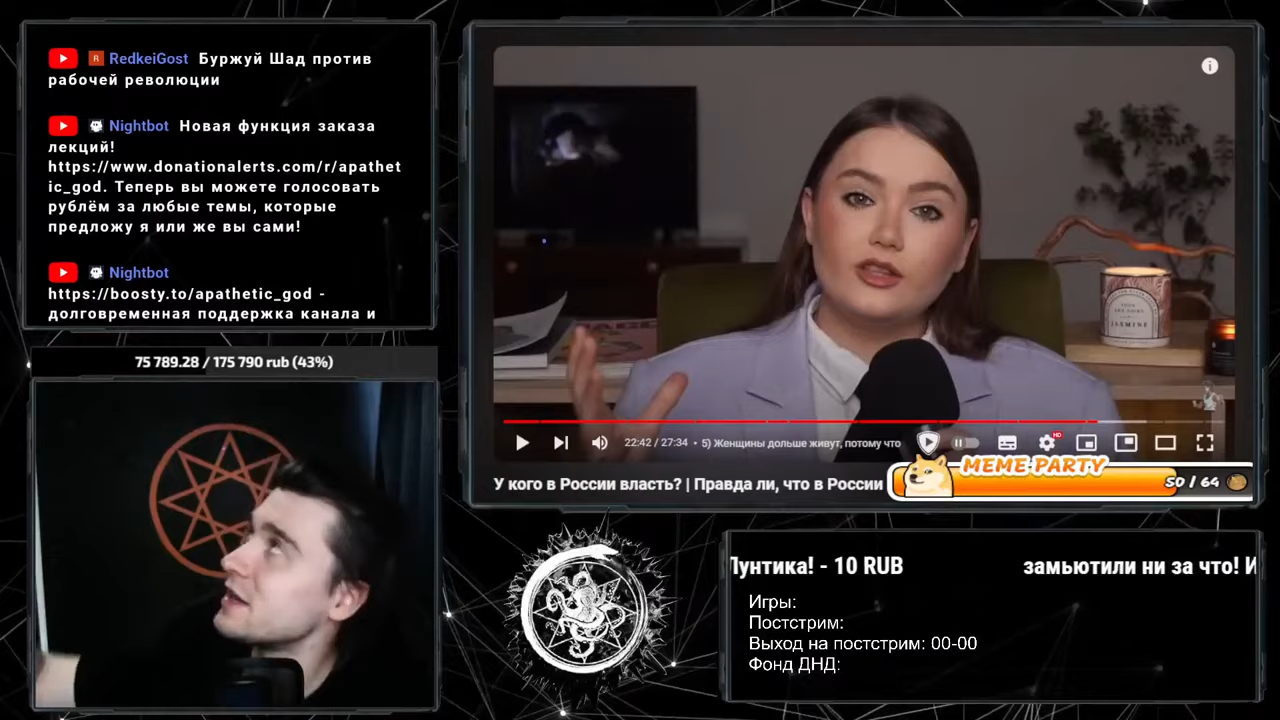 RedkeiGost Буржуй Шад против
рабочей революции
Nightbot Новая функция заказа
лекций!
https://www.donationalerts.com/r/apathet
ic_god. Теперь вы можете голосовать
рублём за любые темы, которые
предложу я или же вы сами!
Nightbot
https://boosty.to/apathetic_god -
долговременная поддержка канала и
75 789.28 / 175 790 rub (43%)
JASMINE
22:42 / 27:34 • 5) Женщины дольше живут, потому что
HD
MEME PARTY
У кого в России власть? | Правда ли, что в России
50 / 64
Лунтика! - 10 RUB
замьютили ни за что! И
Игры:
Постстрим:
Выход на постстрим: 00-00
Фонд ДНД: